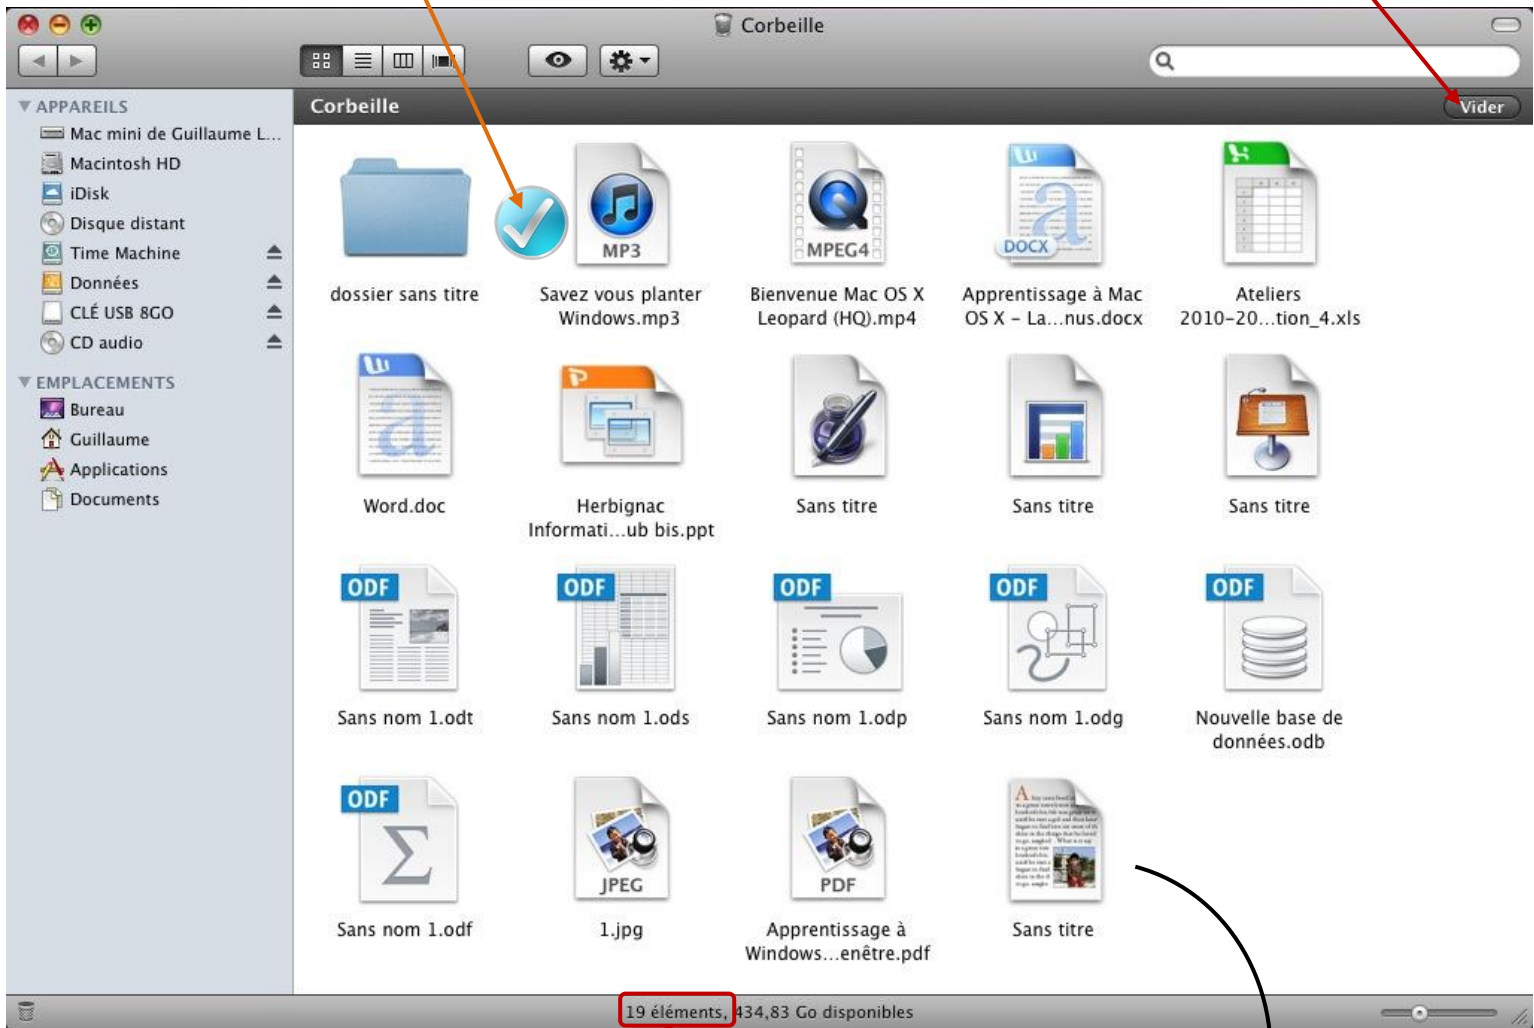 Corbeille
APPAREILS
Mac mini de Guillaume L...
Macintosh HD
iDisk
Disque distant
Time Machine
Données
CLÉ USB 8GO
CD audio
EMPLACEMENTS
Bureau
Guillaume
Applications
Documents
Corbeille
Vider
MP3
MPEG4
DOCX
dossier sans titre
Savez vous planter
Windows.mp3
Bienvenue Mac OS X
Leopard (HQ).mp4
Apprentissage à Mac
OS X – La...nus.docx
Ateliers
2010-20...tion_4.xls
Word.doc
Herbignac
Informati...ub bis.ppt
Sans titre
Sans titre
Sans titre
ODF
ODF
ODF
ODF
ODF
Sans nom 1.odt
Sans nom 1.ods
Sans nom 1.odp
Sans nom 1.odg
Nouvelle base de
données.odb
ODF
JPEG
PDF
Sans nom 1.odf
1.jpg
Apprentissage à
Windows...enêtre.pdf
Sans titre
19 éléments, 434,83 Go disponibles